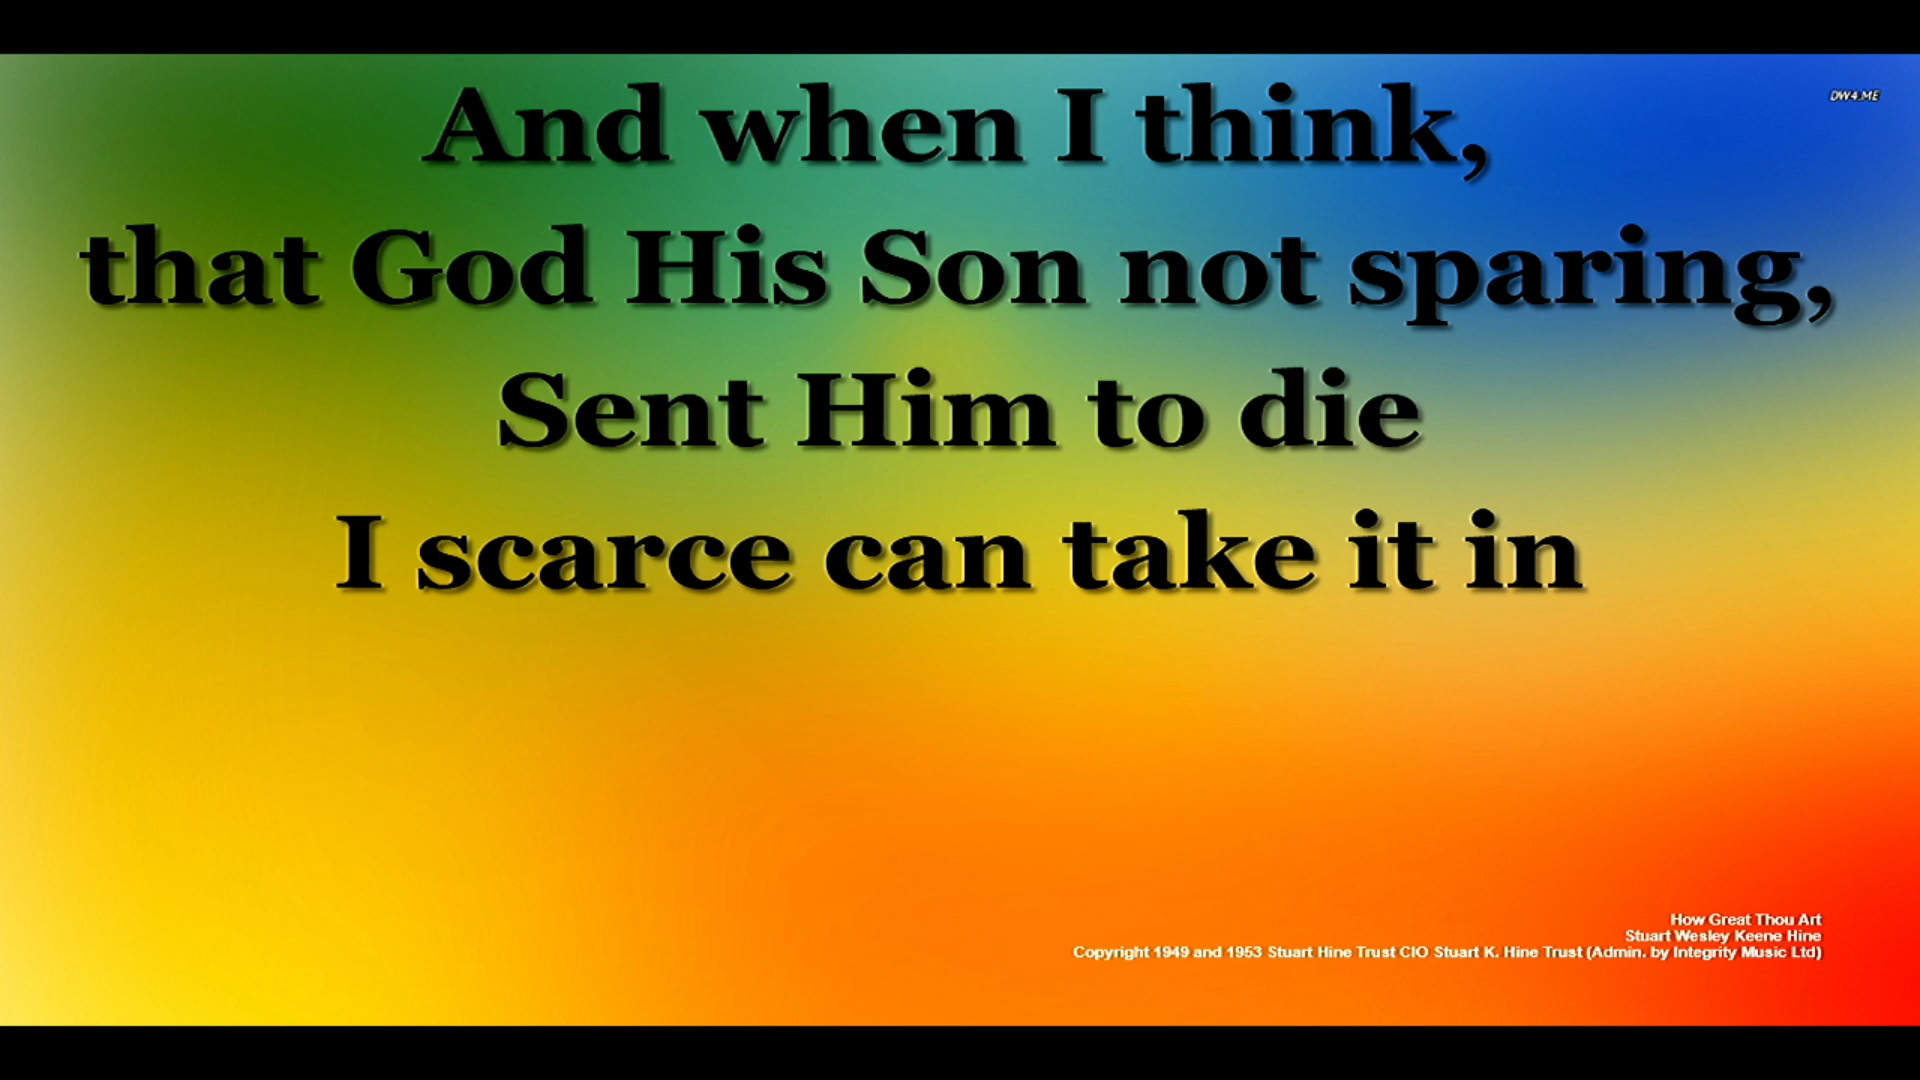 DW4.ME
And when I think,
that God His Son not sparing,
Sent Him to die
I scarce can take it in
How Great Thou Art
Stuart Wesley Keene Hine
Copyright 1949 and 1953 Stuart Hine Trust CIO Stuart K. Hine Trust (Admin. by Integrity Music Ltd)